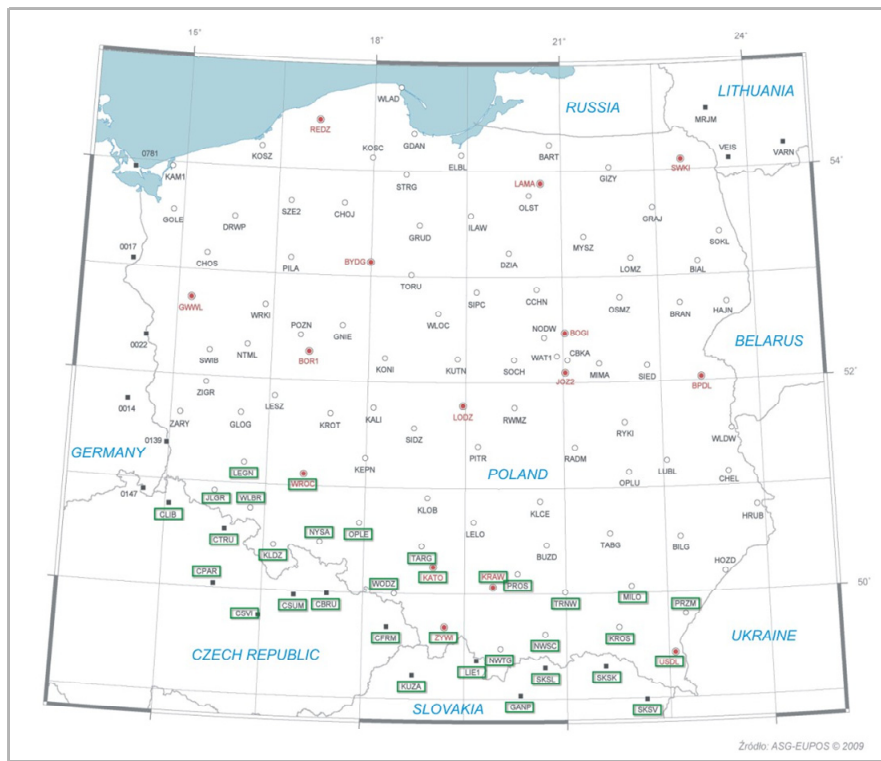 15°
18°
21°
24°
WLAD
RUSSIA
LITHUANIA
MRJM
REDZ
VEIS
VARN
0781
KOSZ
KOSC
GDAN
ELBL
BART
GIZY
SWKI
54°
KAM1
STRG
LAMA
OLST
GOLE
DRWP
SZE2
CHOJ
GRUD
ILAW
MYSZ
GRAJ
SOKL
0017
CHOS
PILA
BYDG
TORU
DZIA
LOMZ
BIAL
GWWL
WRKI
SIPC
CCHN
OSMZ
BRAN
HAJN
POZN
GNIE
WLOC
NODW
BOGI
BELARUS
0022
SWIB
NTML
BOR1
KONI
KUTN
SOCH
WAT1
CBKA
MIMA
SIED
52°
JOZ2
BPDL
0014
ZIGR
ZARY
GLOG
LESZ
KROT
KALI
LODZ
RWMZ
SIDZ
RYKI
WLDW
GERMANY
0139
LEGN
WROC
KEPN
PITR
POLAND
RADM
LUBL
OPLU
CHEL
0147
CLIB
JLGR
WLBR
KLOB
KLCE
HRUB
CTRU
NYSA
OPLE
LELO
KLDZ
TARG
BUZD
TABG
BILG
HOZD
CPAR
KATO
KRAW
PROS
50°
WODZ
CSVI
CSUM
CBRU
TRNW
MILO
PRZM
CFRM
ZYWI
NWTG
NWSC
KROS
UKRAINE
CZECH REPUBLIC
LIE1
USDL
KUZA
SKSL
SKSK
SLOVAKIA
GANP
SKSV
Źródło: ASG-EUPOS © 2009